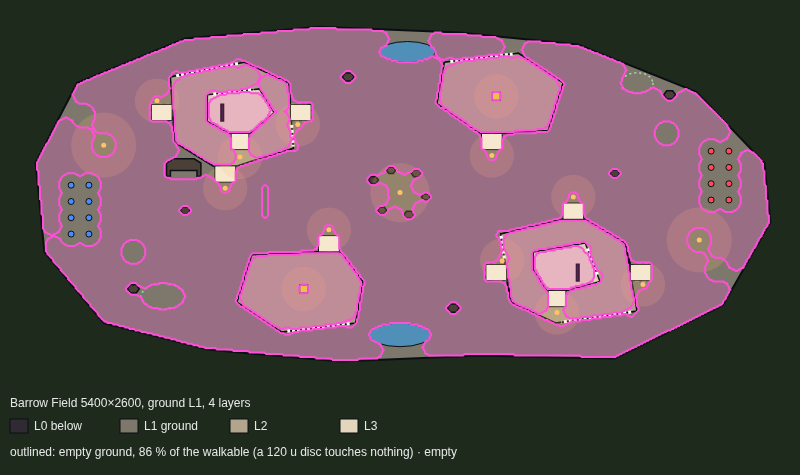 Barrow Field 5400×2600, ground L1, 4 layers
L0 below
L1 ground
L2
L3
outlined: empty ground, 86 % of the walkable (a 120 u disc touches nothing) · empty